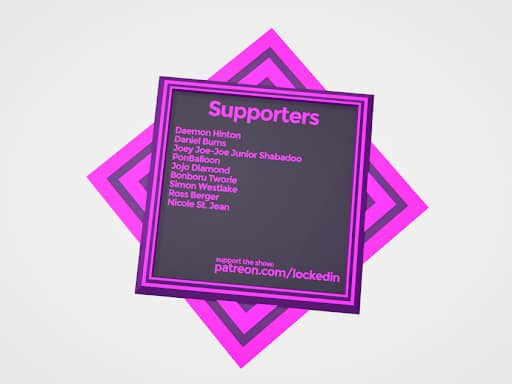 Supporters
Daemon Hinton
Daniel Burns
Joey Joe-Joe Junior Shabadoo
PonBalloon
Jojo Diamond
Bonboru Tworie
Simon Westlake
Ross Berger
Nicole St. Jean
support the show:
patreon.com/lockedin